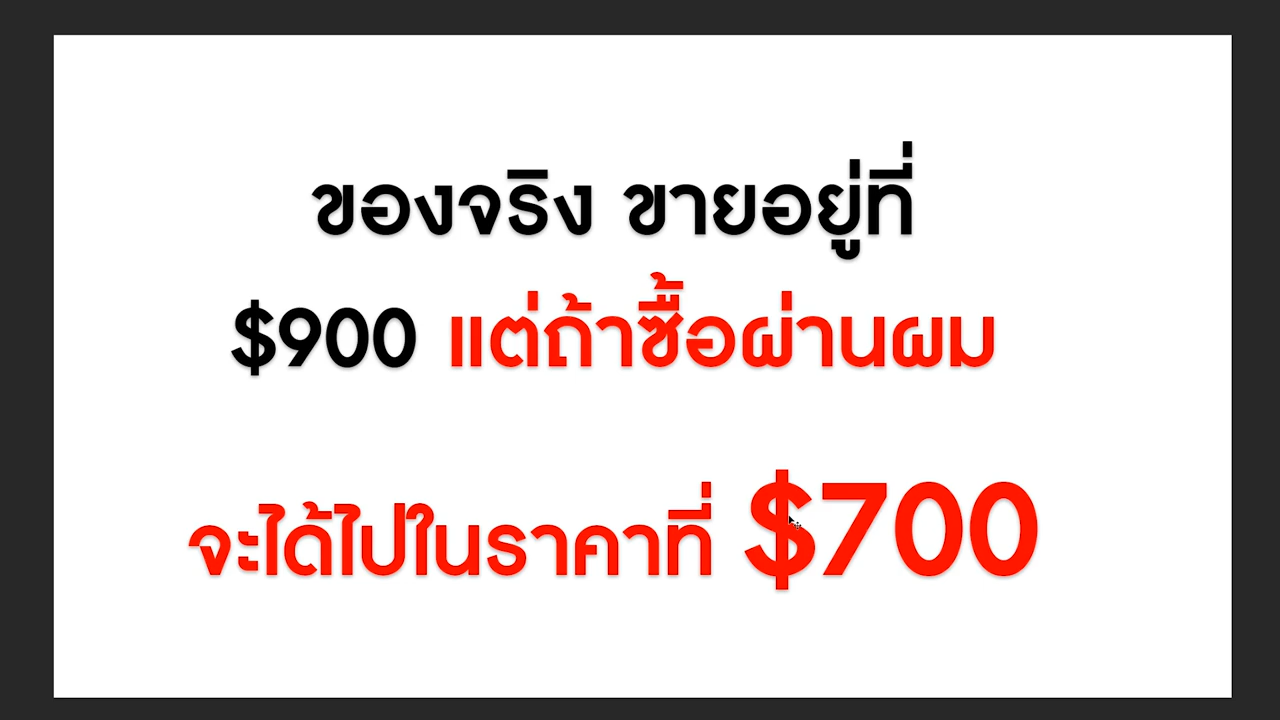 ของจริง ขายอยู่ที่
$900 แต่ถ้าซื้อผ่านผม
จะได้ไปในราคาที่ $700